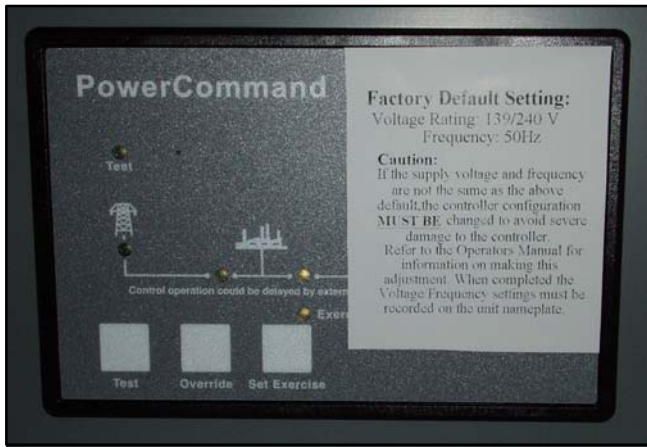 PowerCommand
Test
Control operation could be delayed by extern
Exerc
Test
Override
Set Exercise
Factory Default Setting:
Voltage Rating: 139/240 V
Frequency: 50Hz
Caution:
If the supply voltage and frequency
are not the same as the above
default,the controller configuration
MUST BE changed to avoid severe
damage to the controller.
Refer to the Operators Manual for
information on making this
adjustment. When completed the
Voltage/Frequency settings must be
recorded on the unit nameplate.